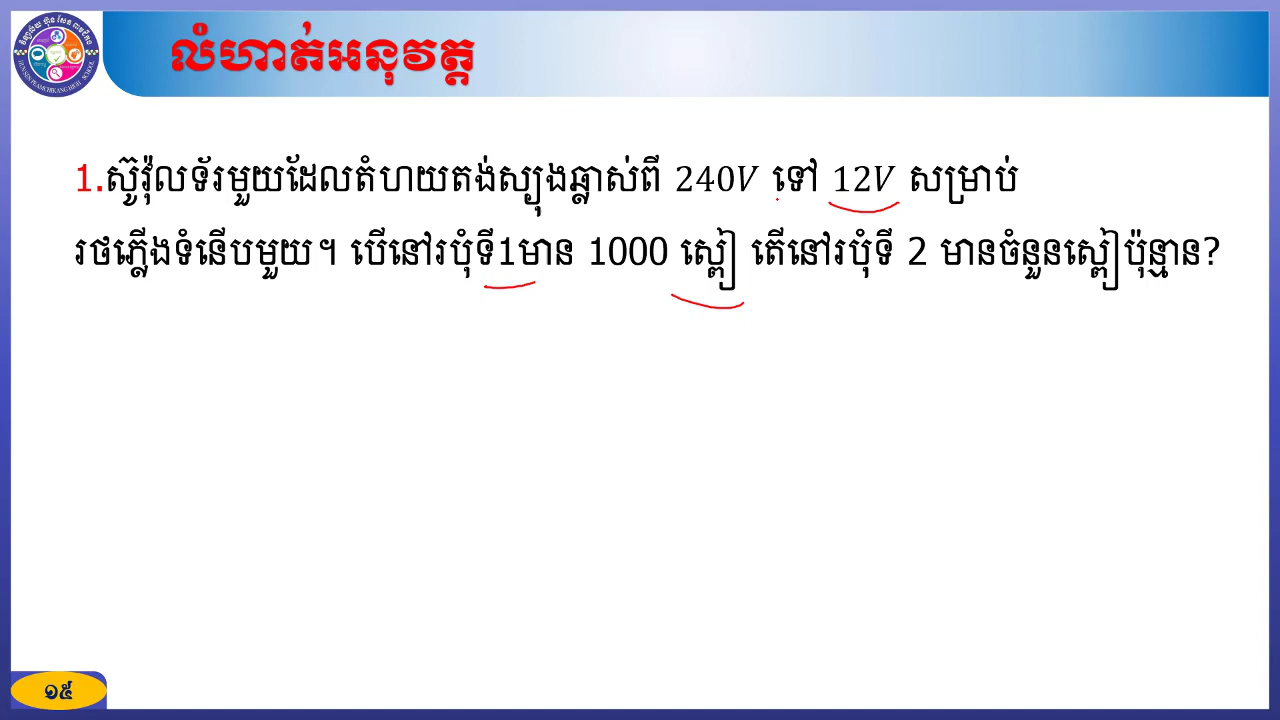 លំហាត់អនុវត្ត
1.ស៊ូវ៉ុលទ័រមួយដែលតំហយតង់ស្យុងឆ្លាស់ពី 240V ទៅ 12V សម្រាប់
រថភ្លើងទំនើបមួយ។ បើនៅរបុំទី1មាន 1000 ស្ពៀ តើនៅរបុំទី 2 មានចំនួនស្ពៀប៉ុន្មាន?
១៥